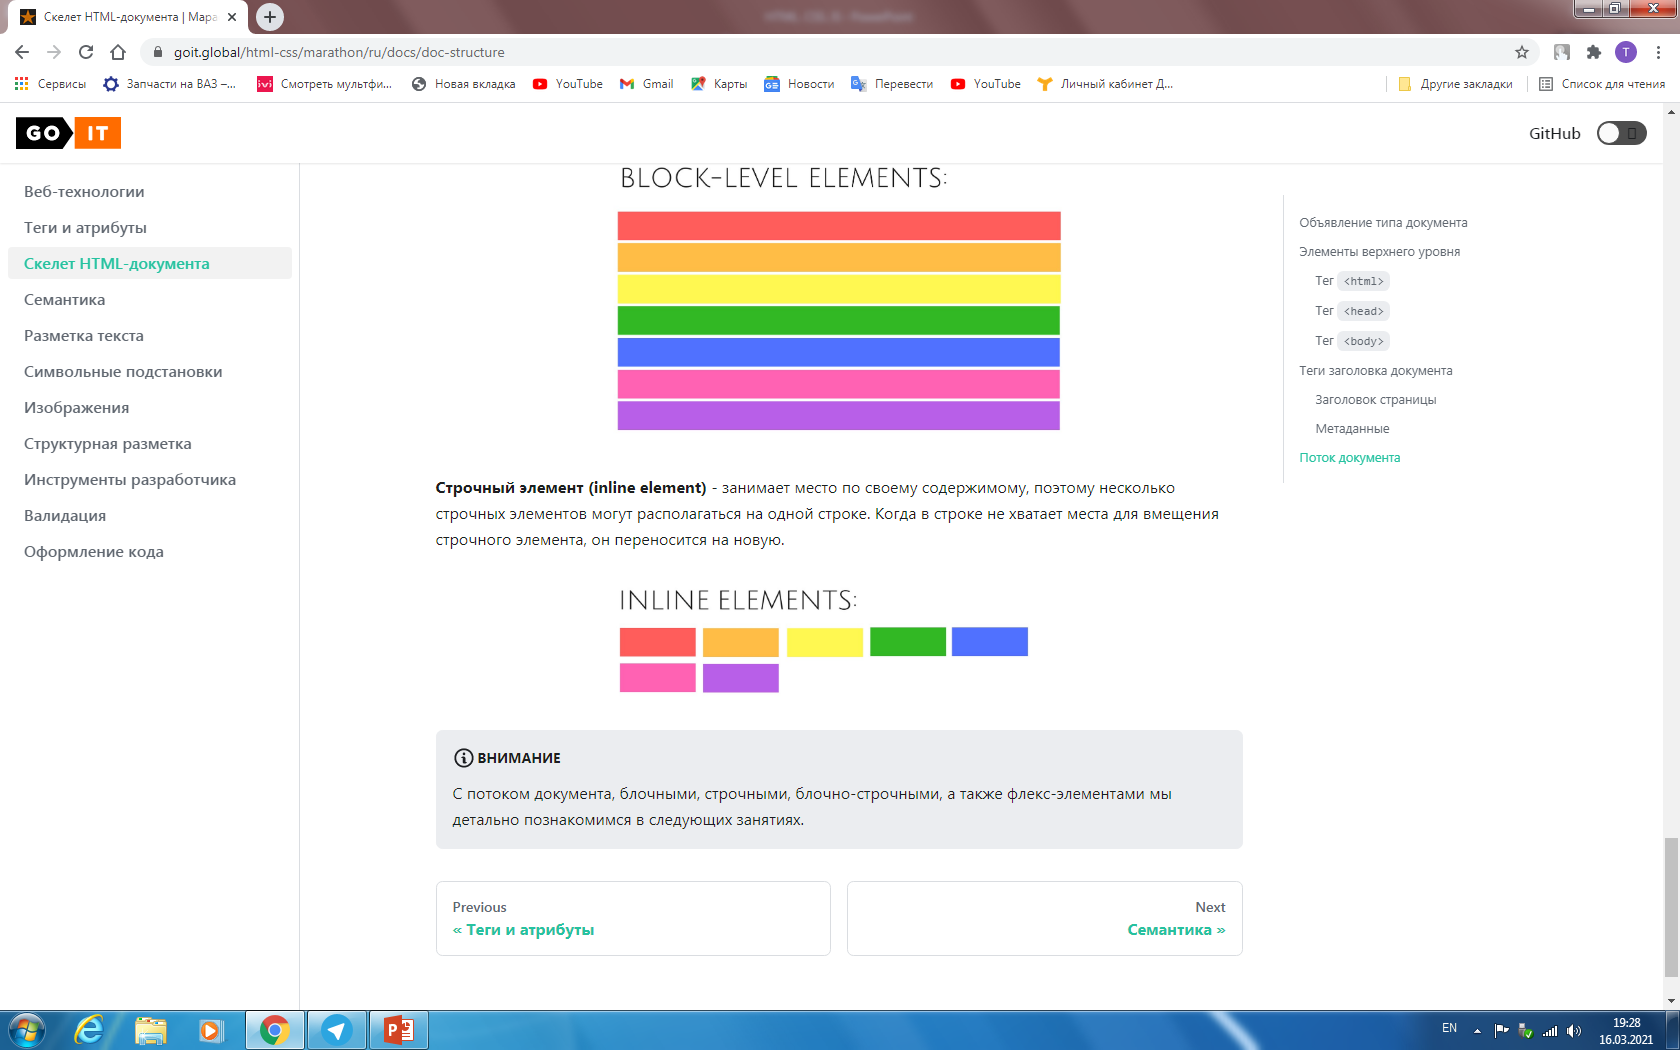 Скелет HTML-документа | Мара
goit.global/html-css/marathon/ru/docs/doc-structure
T
Сервисы
Запчасти на ВАЗ –...
ivi
Смотреть мультфи...
Новая вкладка
YouTube
Gmail
Карты
Новости
Перевести
YouTube
Личный кабинет Д...
Другие закладки
Список для чтения
GO IT
GitHub
Веб-технологии
Теги и атрибуты
Скелет HTML-документа
Семантика
Разметка текста
Символьные подстановки
Изображения
Структурная разметка
Инструменты разработчика
Валидация
Оформление кода
BLOCK-LEVEL ELEMENTS:
Строчный элемент (inline element) - занимает место по своему содержимому, поэтому несколько
строчных элементов могут располагаться на одной строке. Когда в строке не хватает места для вмещения
строчного элемента, он переносится на новую.
INLINE ELEMENTS:
ВНИМАНИЕ
С потоком документа, блочными, строчными, блочно-строчными, а также флекс-элементами мы
детально познакомимся в следующих занятиях.
Previous
« Теги и атрибуты
Next
Семантика »
Объявление типа документа
Элементы верхнего уровня
Тег <html>
Тег <head>
Тег <body>
Теги заголовка документа
Заголовок страницы
Метаданные
Поток документа
EN
19:28
16.03.2021